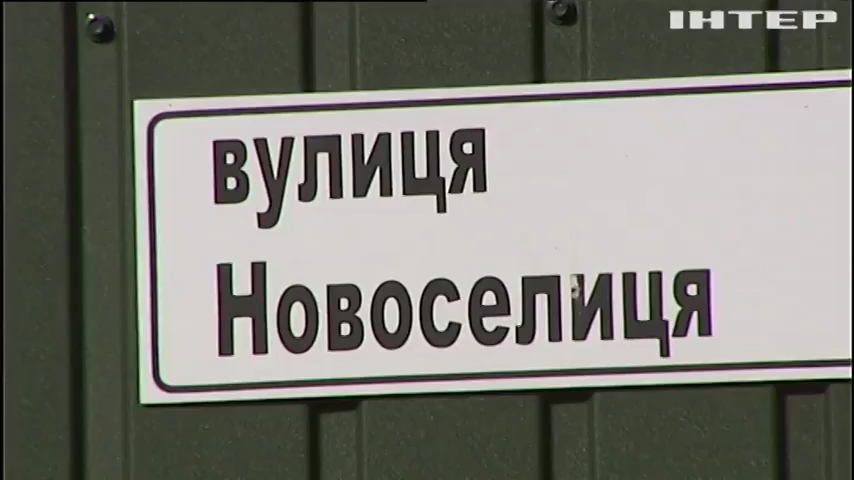 ІНТЕР
вулиця
Новоселиця